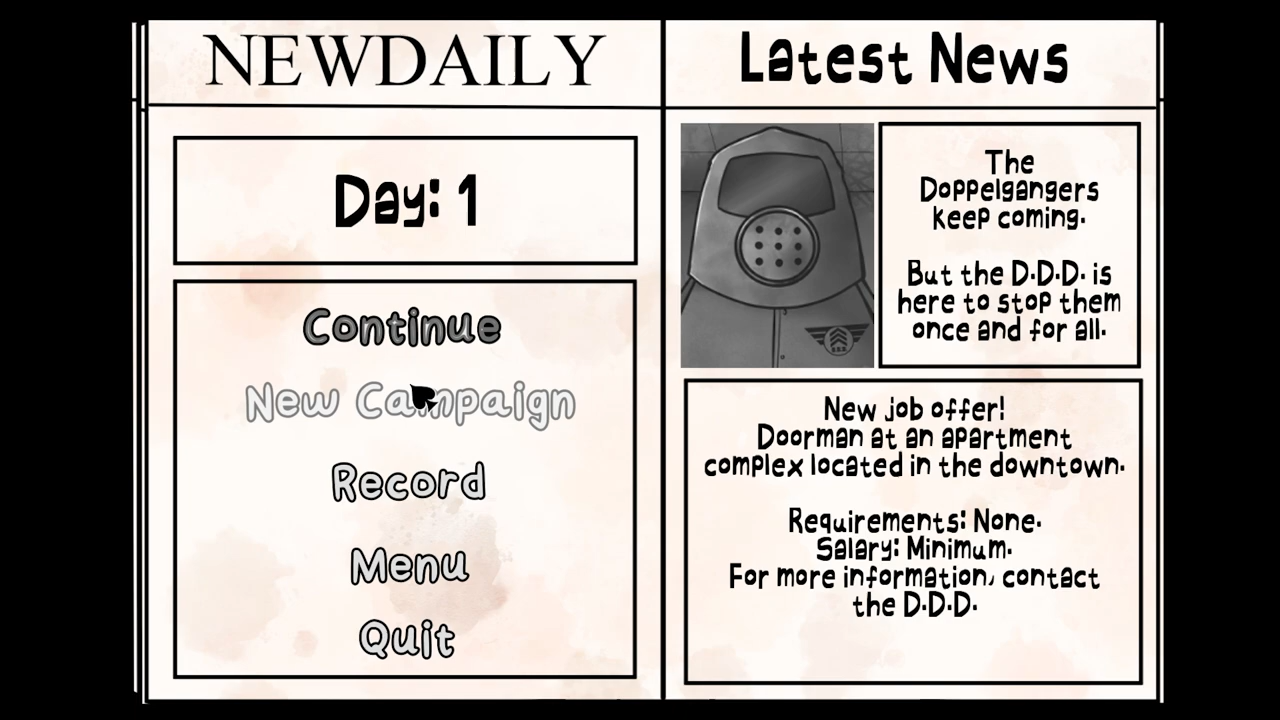 NEWDAILY
Day: 1
Continue
New Campaign
Record
Menu
Quit
Latest News
The
Doppelgangers
keep coming.
But the D.D.D. is
here to stop them
once and for all.
New job offer!
Doorman at an apartment
complex located in the downtown.
Requirements: None.
Salary: Minimum.
For more information, contact
the D.D.D.